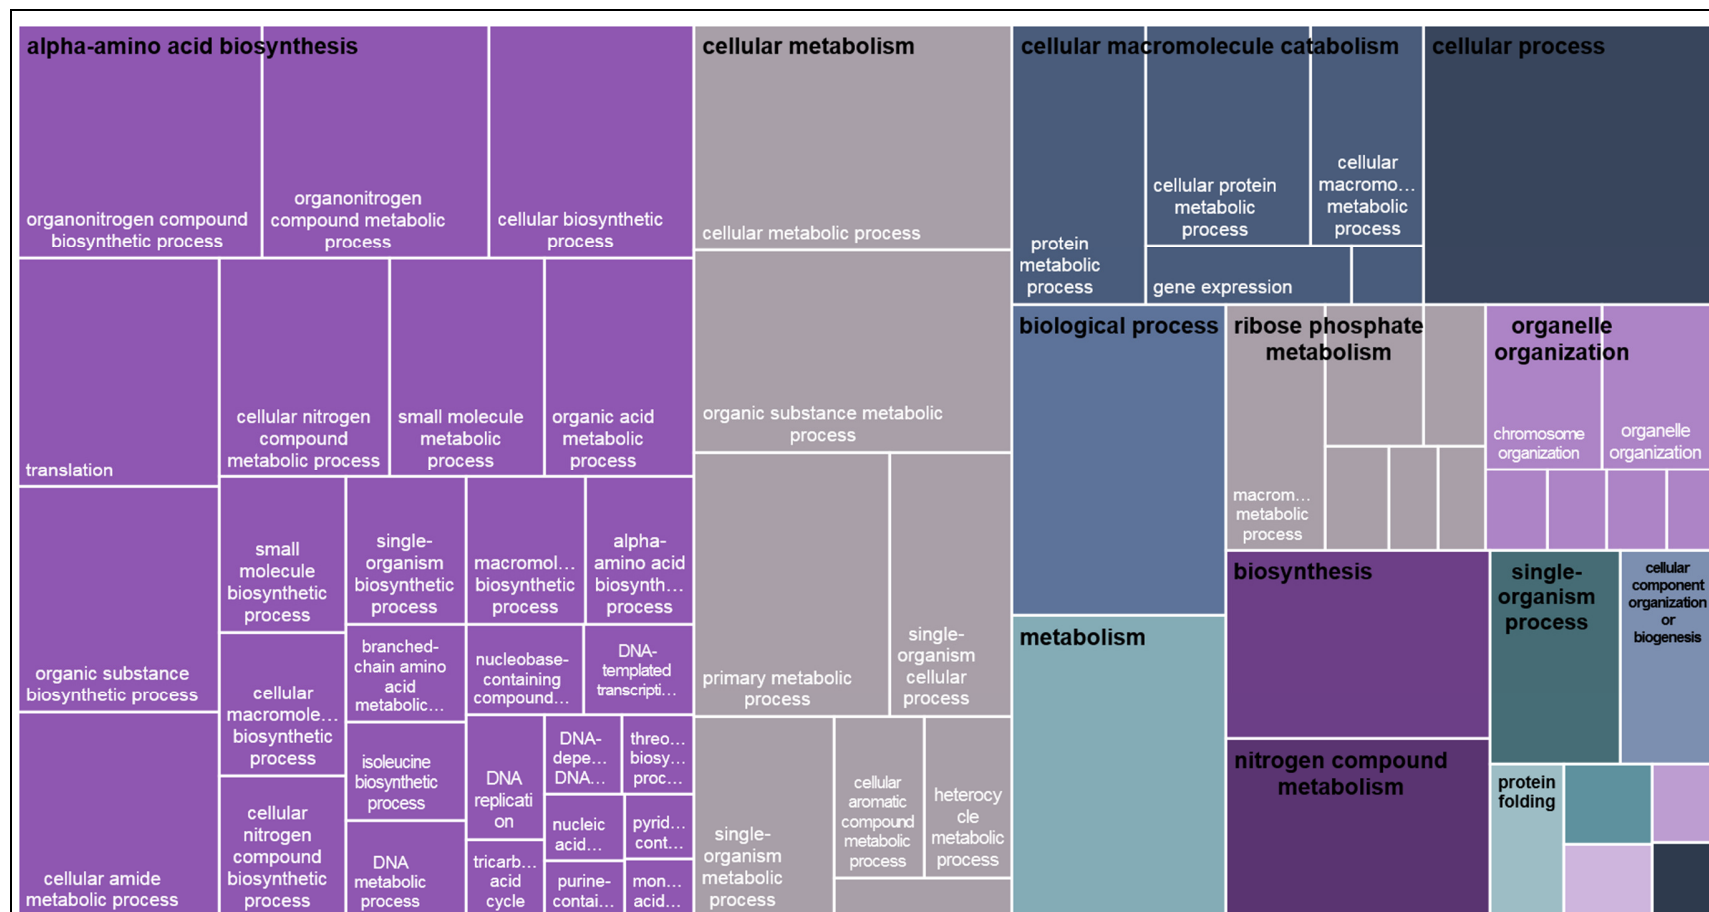 alpha-amino acid biosynthesis
organonitrogen compound
biosynthetic process
organonitrogen
compound metabolic
process
cellular biosynthetic
process
translation
cellular nitrogen
compound
metabolic process
small molecule
metabolic
process
organic acid
metabolic
process
organic substance
biosynthetic process
small
molecule
biosynthetic
process
single-
organism
biosynthetic
process
macromol…
biosynthetic
process
alpha-
amino acid
biosynth…
process
cellular
macromole…
biosynthetic
process
branched-
chain amino
acid
metabolic…
nucleobase-
containing
compound…
DNA-
templated
transcripti…
cellular amide
metabolic process
cellular
nitrogen
compound
biosynthetic
process
isoleucine
biosynthetic
process
DNA
metabolic
process
DNA
replicati
on
tricarb…
acid
cycle
DNA-
depe…
DNA…
threo…
biosy…
proc…
nucleic
acid…
pyrid…
cont…
purine-
contai…
mon…
acid…
cellular metabolism
cellular metabolic process
organic substance metabolic
process
primary metabolic
process
single-
organism
cellular
process
single-
organism
metabolic
process
cellular
aromatic
compound
metabolic
process
heterocy
cle
metabolic
process
cellular macromolecule catabolism
protein
metabolic
process
cellular protein
metabolic
process
cellular
macromo…
metabolic
process
gene expression
cellular process
biological process
metabolism
ribose phosphate
metabolism
macrom…
metabolic
process
organelle
organization
chromosome
organization
organelle
organization
biosynthesis
nitrogen compound
metabolism
single-
organism
process
cellular
component
organization
or
biogenesis
protein
folding